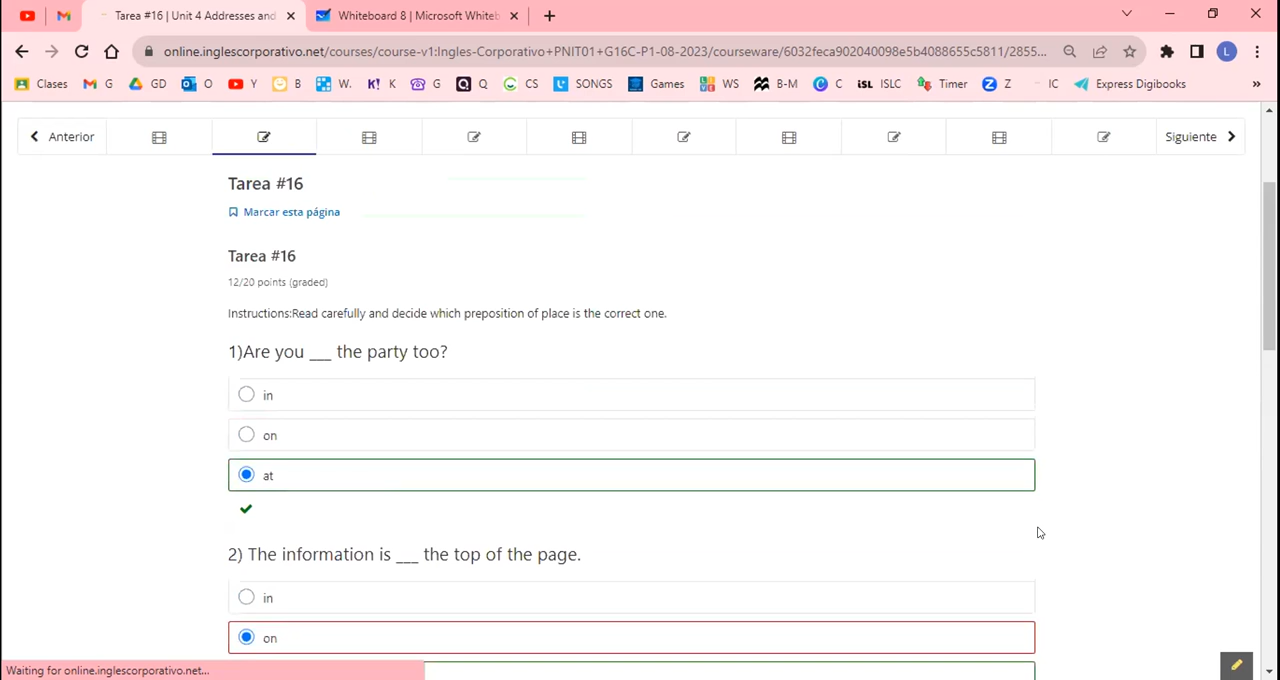 Tarea #16 | Unit 4 Addresses and
Whiteboard 8 | Microsoft Whiteb
online.inglescorporativo.net/courses/course-v1:Ingles-Corporativo+PNIT01+G16C-P1-08-2023/courseware/6032feca902040098e5b4088655c5811/2855...
L
Clases G GD O Y B W. K! K G Q CS SONGS Games WS B-M C iSL ISLC Timer Z IC Express Digibooks »
Anterior
Siguiente
Tarea #16
Marcar esta página
Tarea #16
12/20 points (graded)
Instructions:Read carefully and decide which preposition of place is the correct one.
1)Are you ___ the party too?
in
on
at
2) The information is ___ the top of the page.
in
on
Waiting for online.inglescorporativo.net...